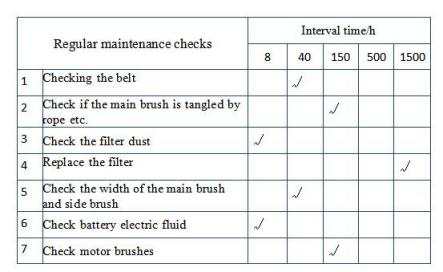 Regular maintenance checks
Interval time/h
8 40 150 500 1500
1 Checking the belt √
2 Check if the main brush is tangled by
rope etc. √
3 Check the filter dust √
4 Replace the filter √
5 Check the width of the main brush
and side brush √
6 Check battery electric fluid √
7 Check motor brushes √